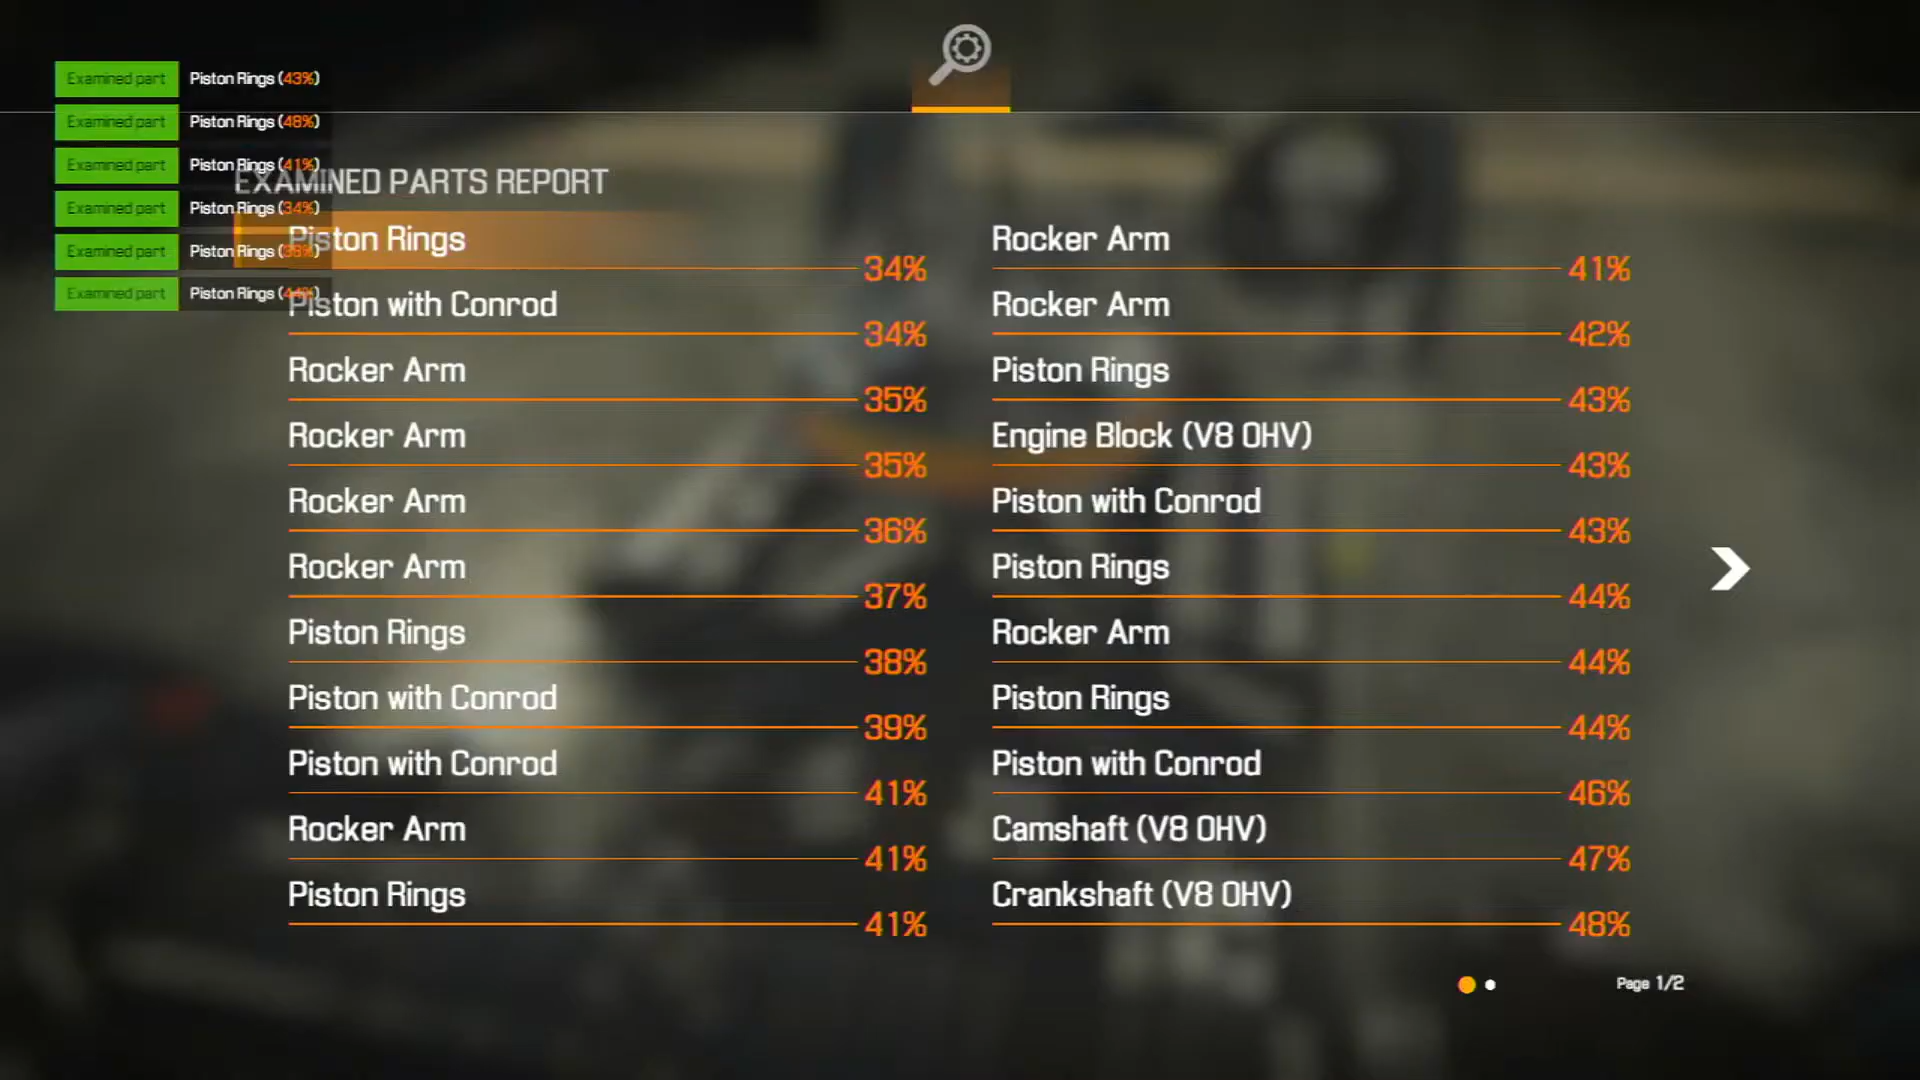 Examined part Piston Rings (43%)
Examined part Piston Rings (48%)
Examined part Piston Rings (41%)
Examined part Piston Rings (34%)
Examined part Piston Rings (38%)
Examined part Piston Rings (44%)
EXAMINED PARTS REPORT
Piston Rings 34%
Piston with Conrod 34%
Rocker Arm 35%
Rocker Arm 35%
Rocker Arm 36%
Rocker Arm 37%
Piston Rings 38%
Piston with Conrod 39%
Piston with Conrod 41%
Rocker Arm 41%
Piston Rings 41%
Rocker Arm 41%
Rocker Arm 42%
Piston Rings 43%
Engine Block (V8 OHV) 43%
Piston with Conrod 43%
Piston Rings 44%
Rocker Arm 44%
Piston Rings 44%
Piston with Conrod 46%
Camshaft (V8 OHV) 47%
Crankshaft (V8 OHV) 48%
Page 1/2